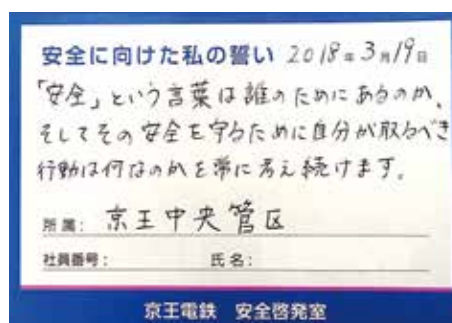 安全に向けた私の誓い 2018年3月19日
「安全」という言葉は誰のためにあるのか、
そしてその安全を守るために自分が取るべき
行動は何なのかを常に考え続けます。
所属: 京王中央管区
社員番号: 氏名:
京王電鉄 安全啓発室